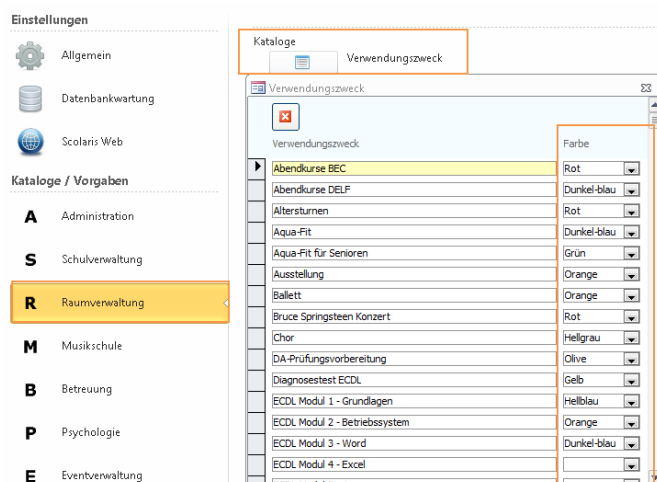 Einstellungen
Allgemein
Datenbankwartung
Scolaris Web
Kataloge / Vorgaben
A Administration
S Schulverwaltung
R Raumverwaltung
M Musikschule
B Betreuung
P Psychologie
E Eventverwaltung
Kataloge
Verwendungszweck
Verwendungszweck
Verwendungszweck Farbe
Abendkurse BEC Rot
Abendkurse DELF Dunkel-blau
Altersturnen Rot
Aqua-Fit Dunkel-blau
Aqua-Fit für Senioren Grün
Ausstellung Orange
Ballett Orange
Bruce Springsteen Konzert Rot
Chor Hellgrau
DA-Prüfungsvorbereitung Olive
Diagnosestest ECDL Gelb
ECDL Modul 1 - Grundlagen Hellblau
ECDL Modul 2 - Betriebssystem Orange
ECDL Modul 3 - Word Dunkel-blau
ECDL Modul 4 - Excel